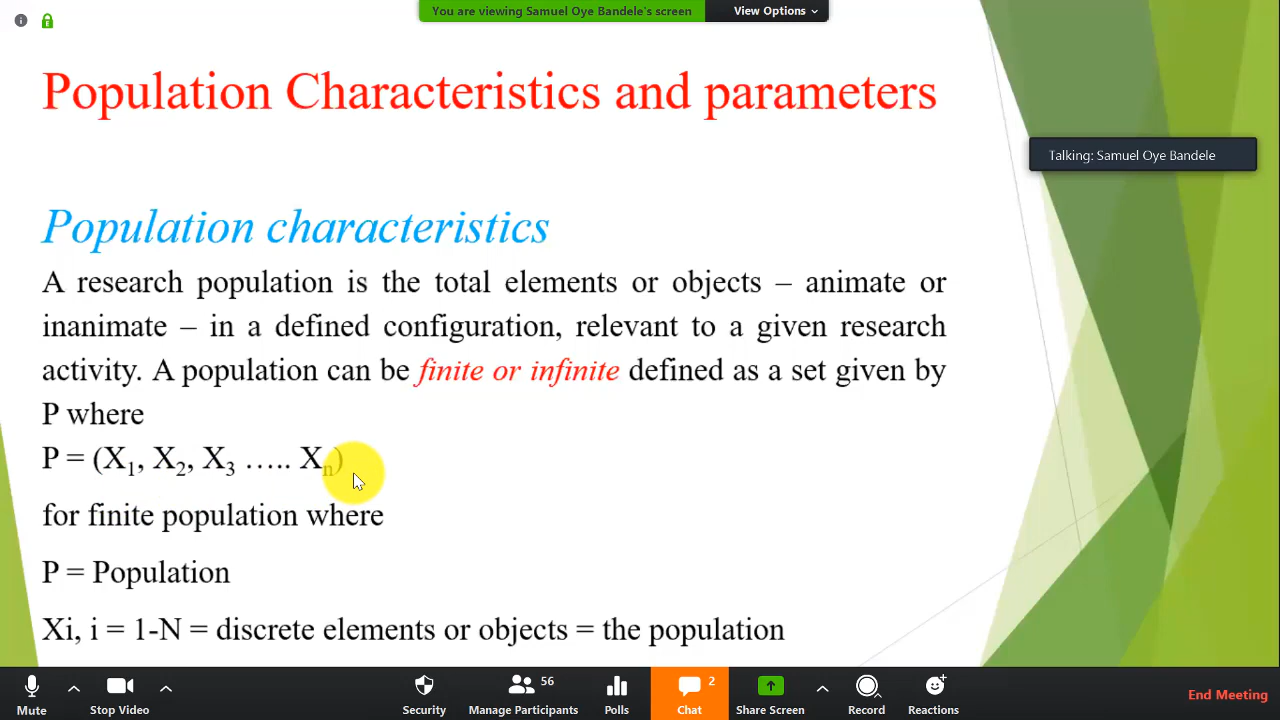 You are viewing Samuel Oye Bandele's screen
View Options
Population Characteristics and parameters
Talking: Samuel Oye Bandele
Population characteristics
A research population is the total elements or objects – animate or
inanimate – in a defined configuration, relevant to a given research
activity. A population can be finite or infinite defined as a set given by
P where
P = (X₁, X₂, X₃ ….. Xₙ)
for finite population where
P = Population
Xi, i = 1-N = discrete elements or objects = the population
Mute
Stop Video
Security
Manage Participants
56
Polls
Chat
2
Share Screen
Record
Reactions
End Meeting